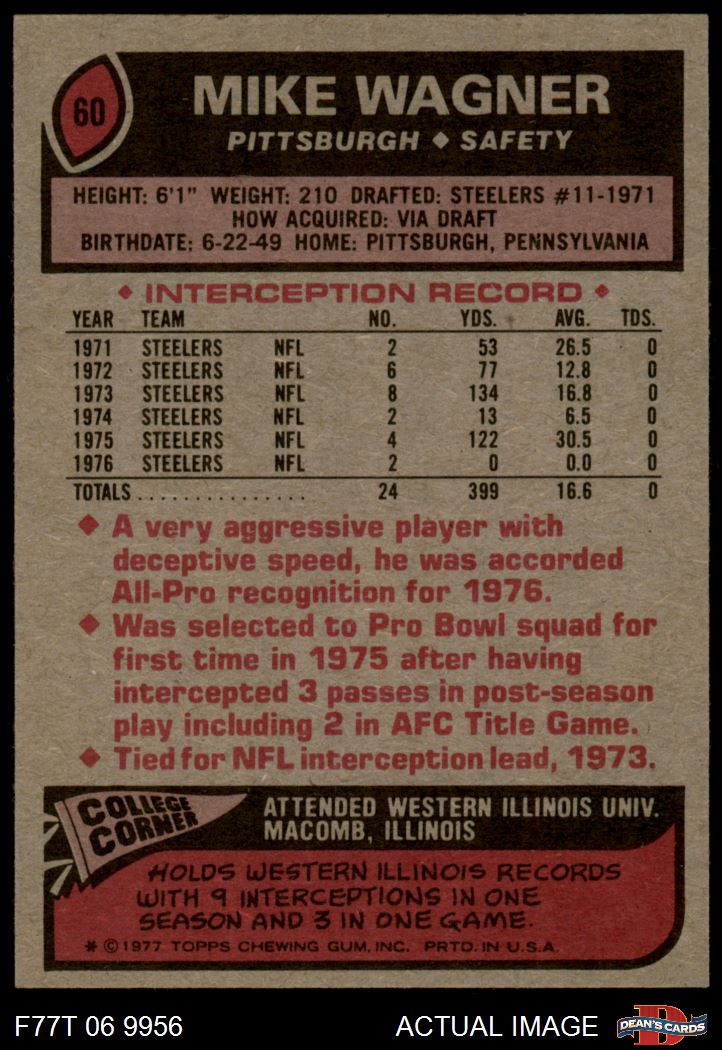 60
MIKE WAGNER
PITTSBURGH ◆ SAFETY
HEIGHT: 6'1" WEIGHT: 210 DRAFTED: STEELERS #11-1971
HOW ACQUIRED: VIA DRAFT
BIRTHDATE: 6-22-49 HOME: PITTSBURGH, PENNSYLVANIA
◆ INTERCEPTION RECORD ◆
YEAR TEAM NO. YDS. AVG. TDS.
1971 STEELERS NFL 2 53 26.5 0
1972 STEELERS NFL 6 77 12.8 0
1973 STEELERS NFL 8 134 16.8 0
1974 STEELERS NFL 2 13 6.5 0
1975 STEELERS NFL 4 122 30.5 0
1976 STEELERS NFL 2 0 0.0 0
TOTALS................ 24 399 16.6 0
◆ A very aggressive player with
deceptive speed, he was accorded
All-Pro recognition for 1976.
◆ Was selected to Pro Bowl squad for
first time in 1975 after having
intercepted 3 passes in post-season
play including 2 in AFC Title Game.
◆ Tied for NFL interception lead, 1973.
COLLEGE
CORNER
ATTENDED WESTERN ILLINOIS UNIV.
MACOMB, ILLINOIS
HOLDS WESTERN ILLINOIS RECORDS
WITH 9 INTERCEPTIONS IN ONE
SEASON AND 3 IN ONE GAME.
* © 1977 TOPPS CHEWING GUM, INC. PRTD. IN U.S.A.
F77T 06 9956
ACTUAL IMAGE
D
DEAN'S CARDS